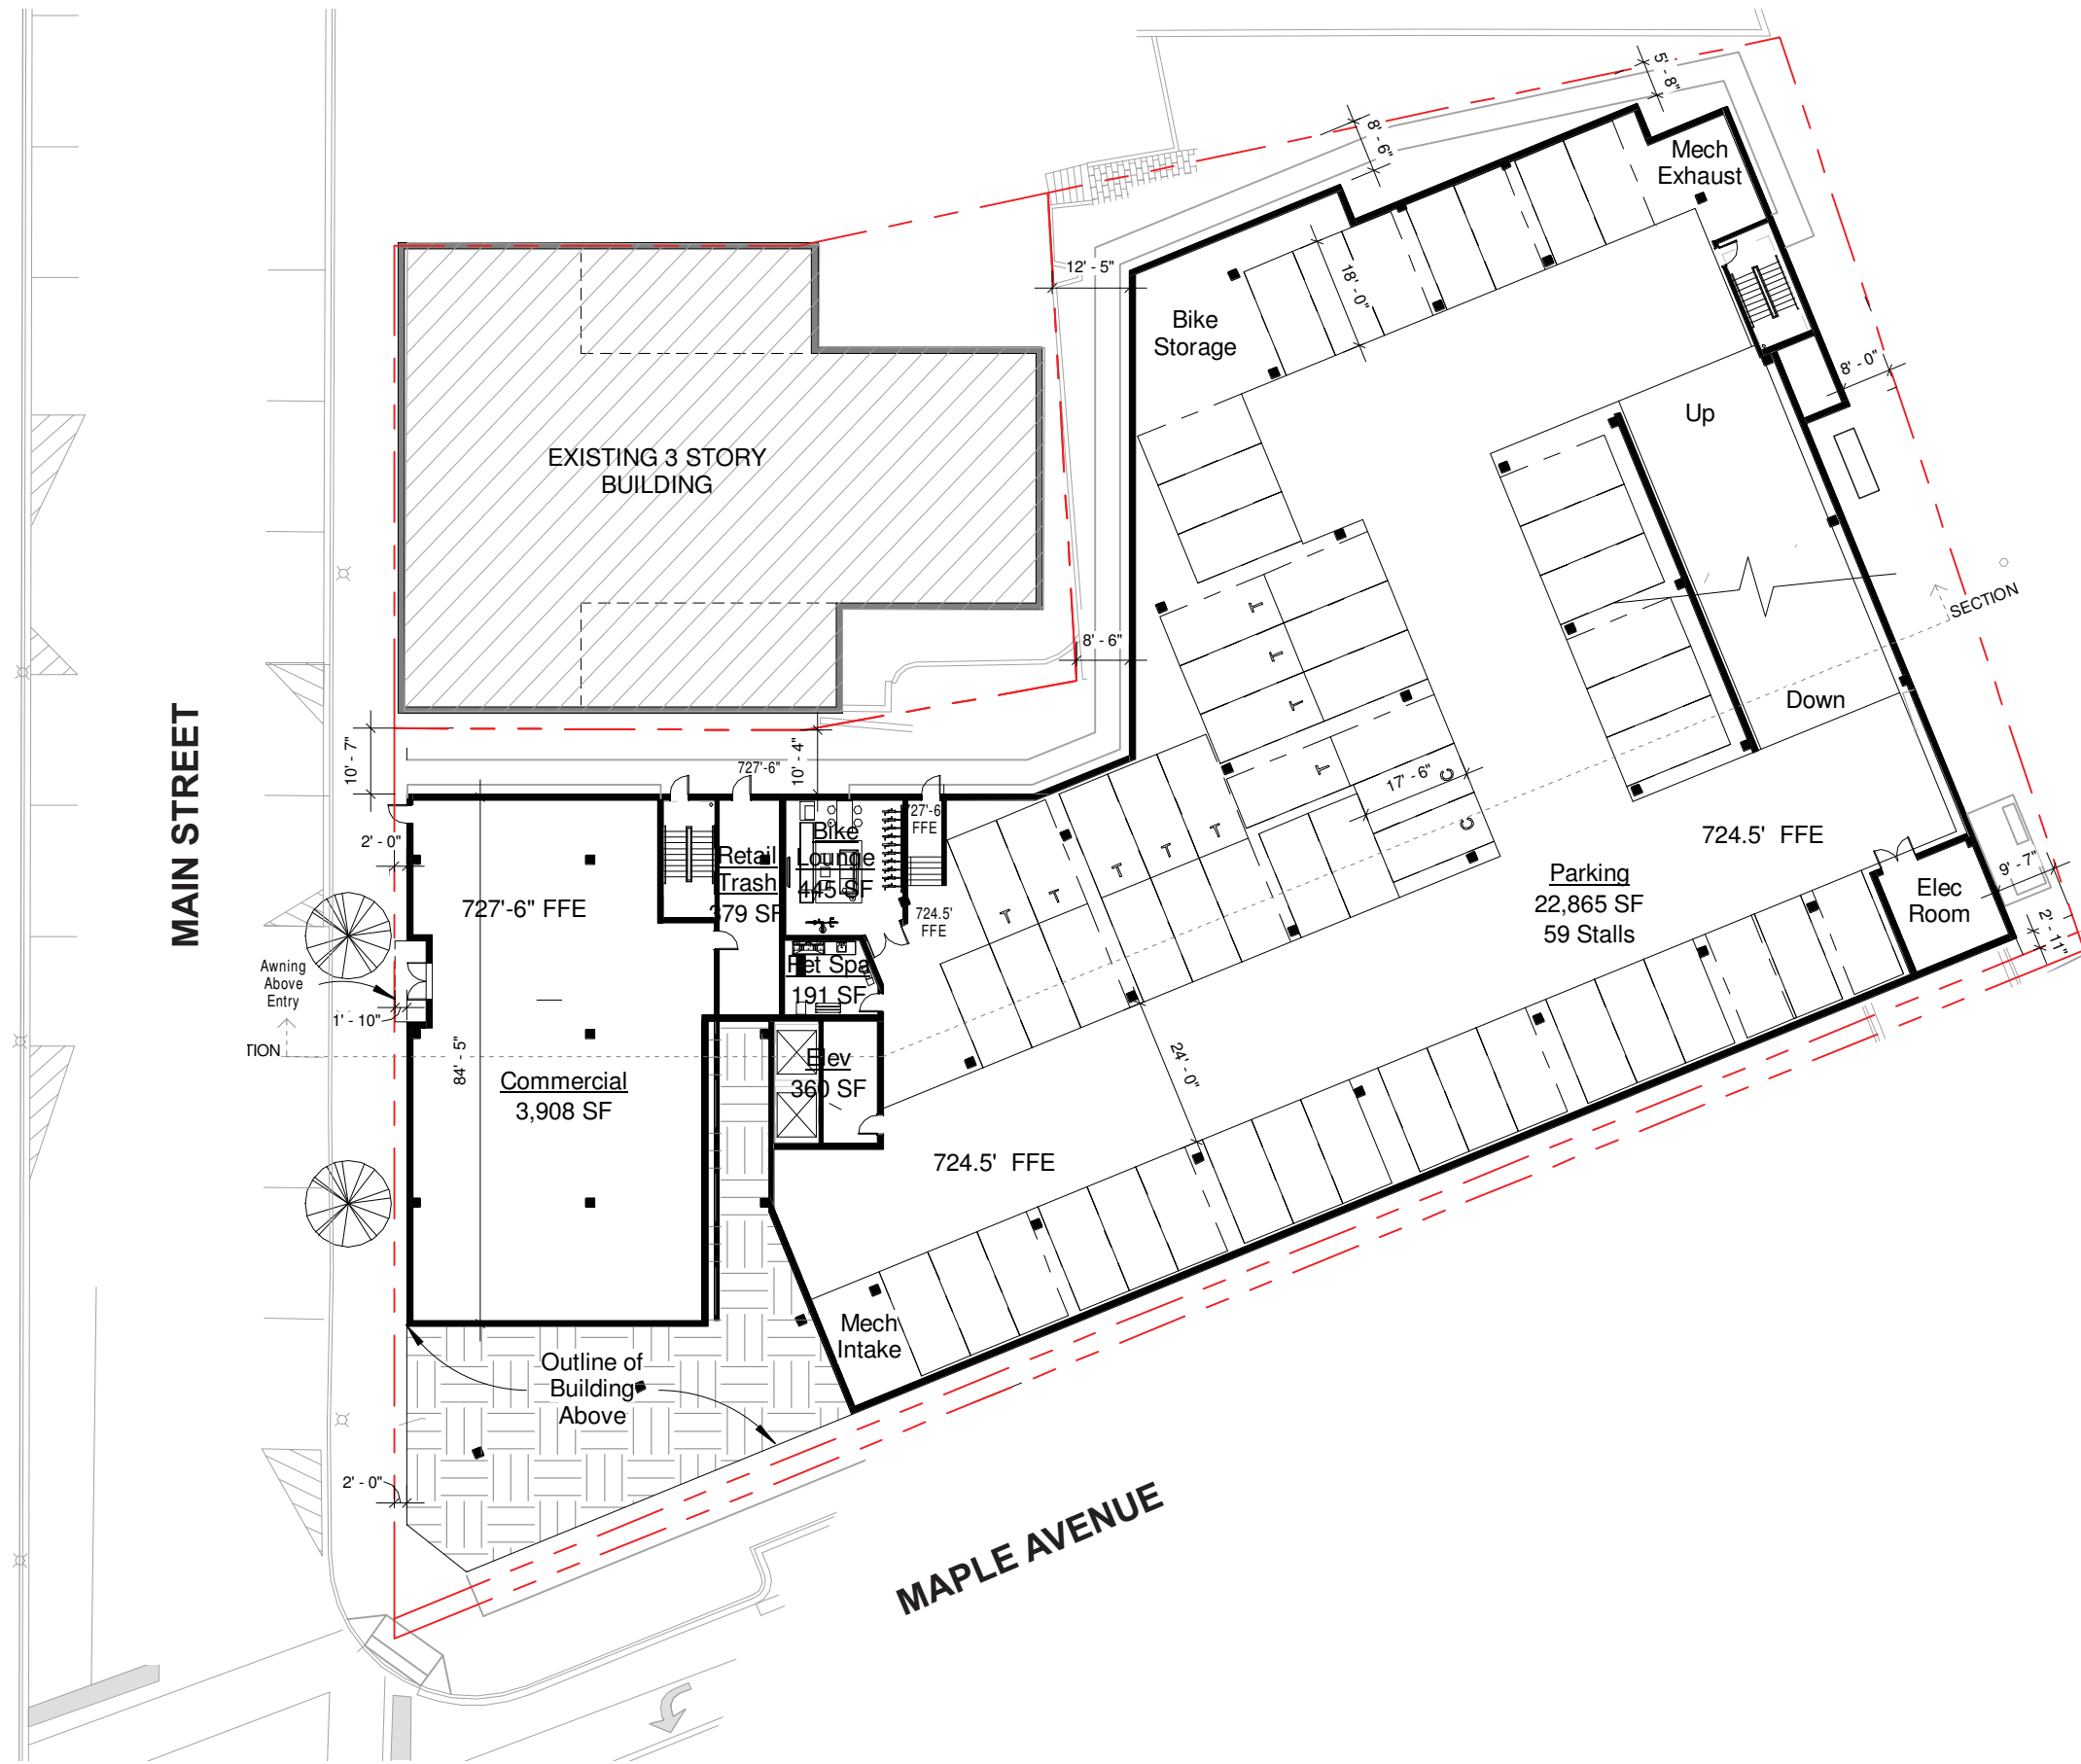 5' - 8"
8' - 6"
Mech
Exhaust
12' - 5"
18' - 0"
Bike
Storage
8' - 0"
Up
EXISTING 3 STORY
BUILDING
SECTION
T
T
T
8' - 6"
Down
MAIN STREET
10' - 7"
727'-6"
10' - 4"
T
17' - 6"
C
C
2' - 0"
Bike
Lounge
445 SF
27'-6
FFE
Retail
Trash
379 SF
T
T
T
T
T
724.5' FFE
Parking
22,865 SF
59 Stalls
9' - 7"
Elec
Room
2' - 11"
727'-6" FFE
724.5'
FFE
Awning
Above
Entry
Pet Spa
191 SF
1' - 10"
TION
84' - 5"
Elev
360 SF
24' - 0"
Commercial
3,908 SF
724.5' FFE
Mech
Intake
Outline of
Building
Above
2' - 0"
MAPLE AVENUE